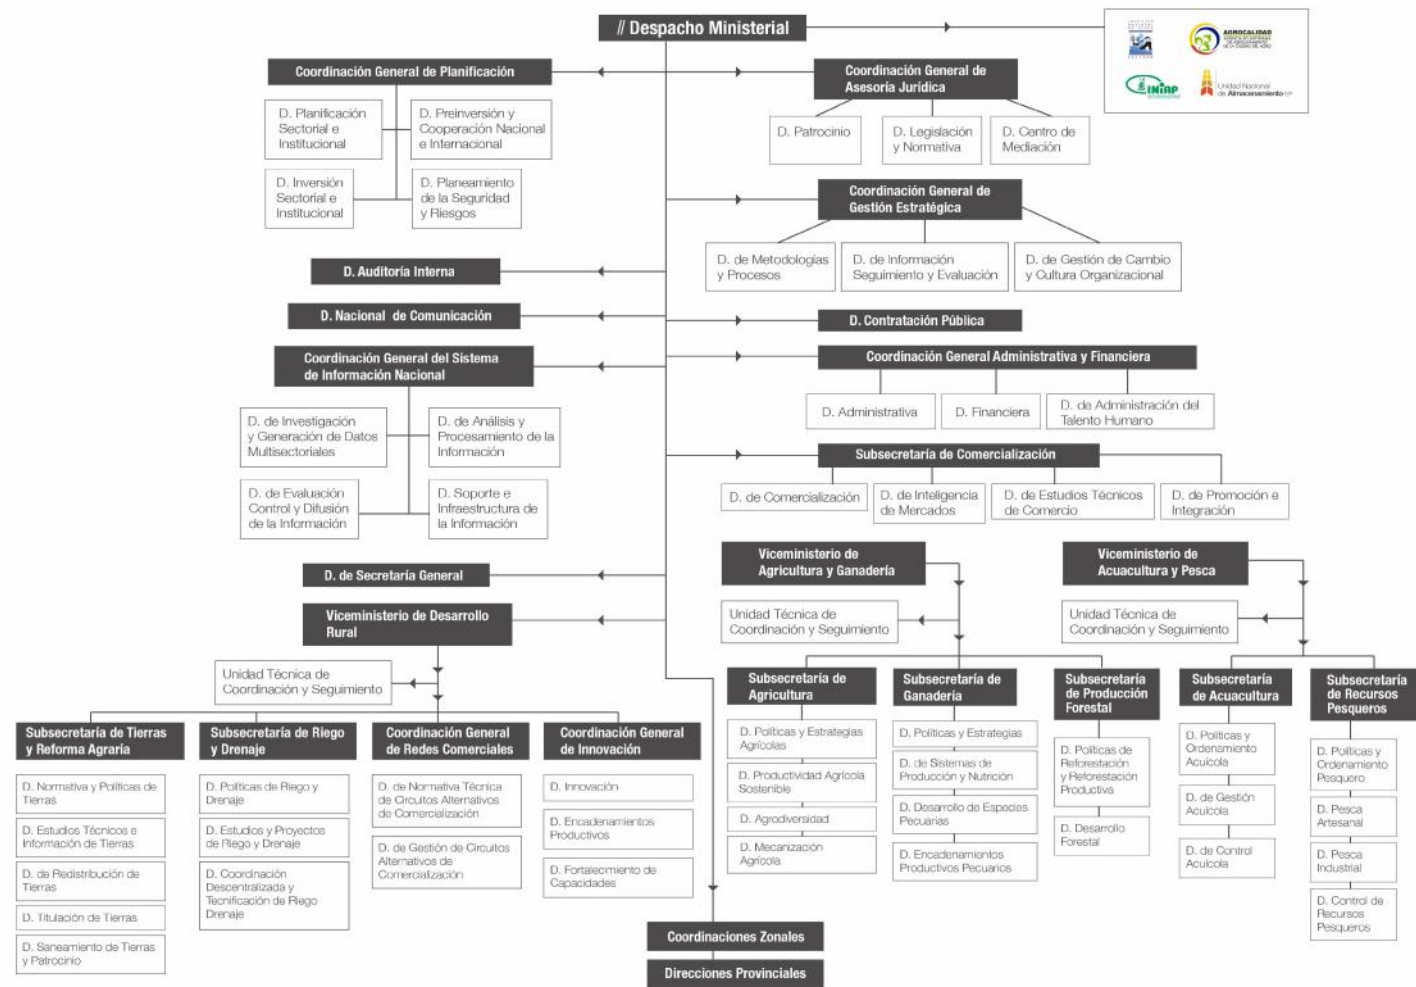 // Despacho Ministerial
AGROCALIDAD
INIAP
Unidad Nacional
de Almacenamiento EP
Coordinación General de Planificación
D. Planificación
Sectorial e
Institucional
D. Preinversión y
Cooperación Nacional
e Internacional
D. Inversión
Sectorial e
Institucional
D. Planeamiento
de la Seguridad
y Riesgos
Coordinación General de
Asesoría Jurídica
D. Patrocinio
D. Legislación
y Normativa
D. Centro de
Mediación
Coordinación General de
Gestión Estratégica
D. de Metodologías
y Procesos
D. de Información
Seguimiento y Evaluación
D. de Gestión de Cambio
y Cultura Organizacional
D. Auditoría Interna
D. Nacional de Comunicación
D. Contratación Pública
Coordinación General del Sistema
de Información Nacional
D. de Investigación
y Generación de Datos
Multisectoriales
D. de Análisis y
Procesamiento de la
Información
D. de Evaluación
Control y Difusión
de la Información
D. Soporte e
Infraestructura de
la Información
Coordinación General Administrativa y Financiera
D. Administrativa
D. Financiera
D. de Administración del
Talento Humano
Subsecretaría de Comercialización
D. de Comercialización
D. de Inteligencia
de Mercados
D. de Estudios Técnicos
de Comercio
D. de Promoción e
Integración
D. de Secretaría General
Viceministerio de Desarrollo
Rural
Unidad Técnica de
Coordinación y Seguimiento
Subsecretaría de Tierras
y Reforma Agraría
D. Normativa y Políticas de
Tierras
D. Estudios Técnicos e
Información de Tierras
D. de Redistribución de
Tierras
D. Titulación de Tierras
D. Saneamiento de Tierras
y Patrocinio
Subsecretaría de Riego
y Drenaje
D. Políticas de Riego y
Drenaje
D. Estudios y Proyectos
de Riego y Drenaje
D. Coordinación
Descentralizada y
Tecnificación de Riego
Drenaje
Coordinación General
de Redes Comerciales
D. de Normativa Técnica
de Circuitos Alternativos
de Comercialización
D. de Gestión de Circuitos
Alternativos de
Comercialización
Coordinación General
de Innovación
D. Innovación
D. Encadenamientos
Productivos
D. Fortalecimiento de
Capacidades
Viceministerio de
Agricultura y Ganadería
Unidad Técnica de
Coordinación y Seguimiento
Subsecretaría de
Agricultura
D. Políticas y Estrategias
Agrícolas
D. Productividad Agrícola
Sostenible
D. Agrodiversidad
D. Mecanización
Agrícola
Subsecretaría de
Ganadería
D. Políticas y Estrategias
D. de Sistemas de
Producción y Nutrición
D. Desarrollo de Especies
Pecuarias
D. Encadenamientos
Productivos Pecuarios
Subsecretaría
de Producción
Forestal
D. Políticas de
Reforestación
y Reforestación
Productiva
D. Desarrollo
Forestal
Viceministerio de
Acuacultura y Pesca
Unidad Técnica de
Coordinación y Seguimiento
Subsecretaría
de Acuacultura
D. Políticas y
Ordenamiento
Acuícola
D. de Gestión
Acuícola
D. de Control
Acuícola
Subsecretaría
de Recursos
Pesqueros
D. Políticas y
Ordenamiento
Pesquero
D. Pesca
Artesanal
D. Pesca
Industrial
D. Control de
Recursos
Pesqueros
Coordinaciones Zonales
Direcciones Provinciales